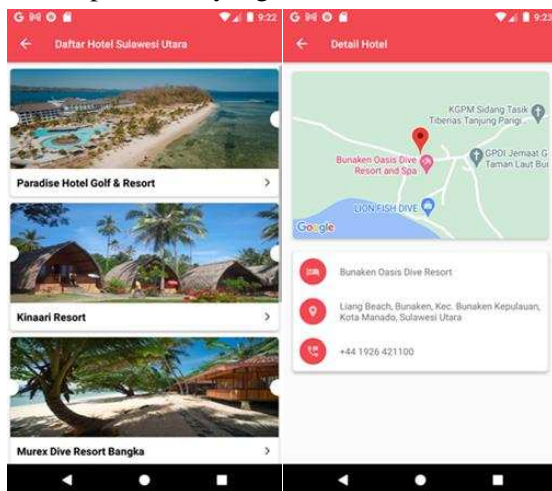 9:22
Daftar Hotel Sulawesi Utara
Paradise Hotel Golf & Resort
Kinaari Resort
Murex Dive Resort Bangka
9:23
Detail Hotel
KGPM Sidang Tasik
Tiberias Tanjung Parigi...
Bunaken Oasis Dive
Resort and Spa
GPDI Jemaat G
Taman Laut Bu
LION FISH DIVE
Google
Bunaken Oasis Dive Resort
Liang Beach, Bunaken, Kec. Bunaken Kepulauan,
Kota Manado, Sulawesi Utara
+44 1926 421100